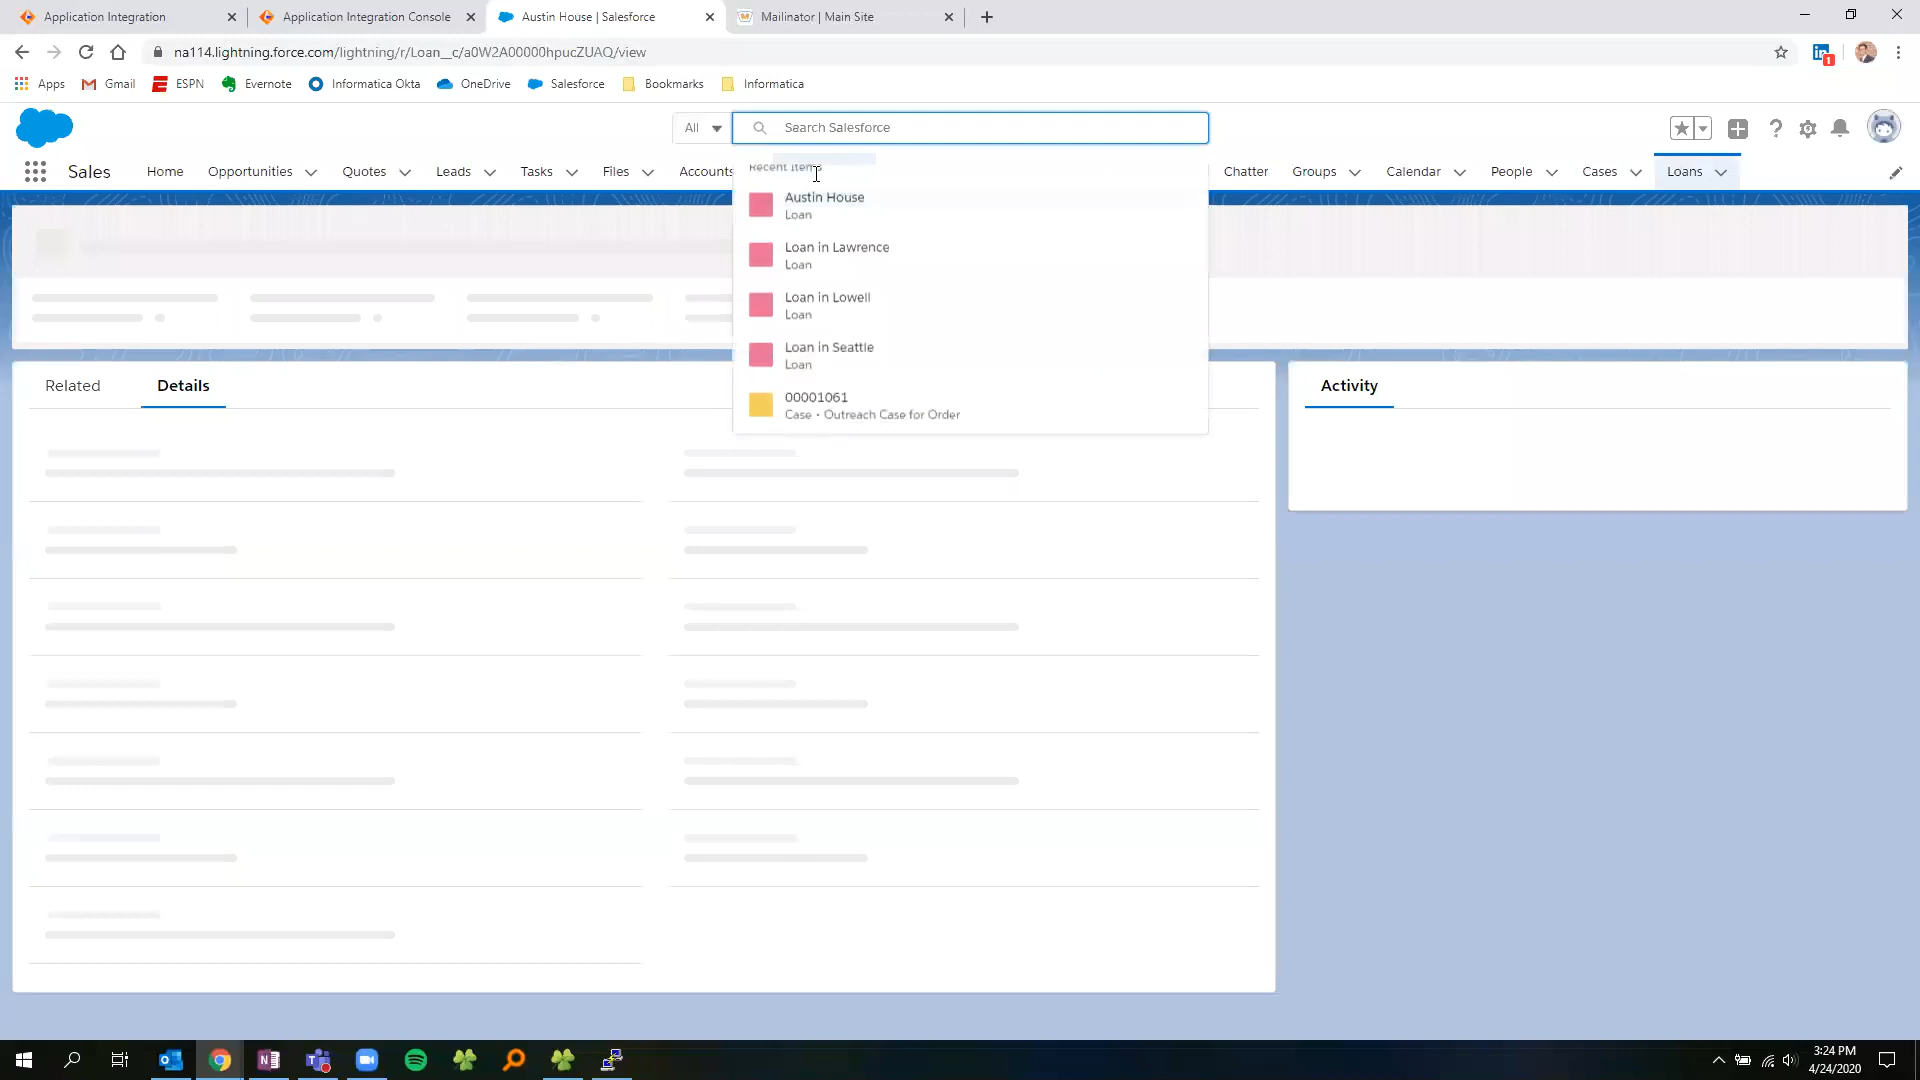 Application Integration
Application Integration Console
Austin House | Salesforce
Mailinator | Main Site
na114.lightning.force.com/lightning/r/Loan__c/a0W2A00000hpucZUAQ/view
1
Apps
Gmail
ESPN
Evernote
Informatica Okta
OneDrive
Salesforce
Bookmarks
Informatica
All
Search Salesforce
Sales
Home
Opportunities
Quotes
Leads
Tasks
Files
Accounts
Chatter
Groups
Calendar
People
Cases
Loans
Recent Items
Austin House
Loan
Loan in Lawrence
Loan
Loan in Lowell
Loan
Loan in Seattle
Loan
00001061
Case • Outreach Case for Order
Related
Details
Activity
3:24 PM
4/24/2020